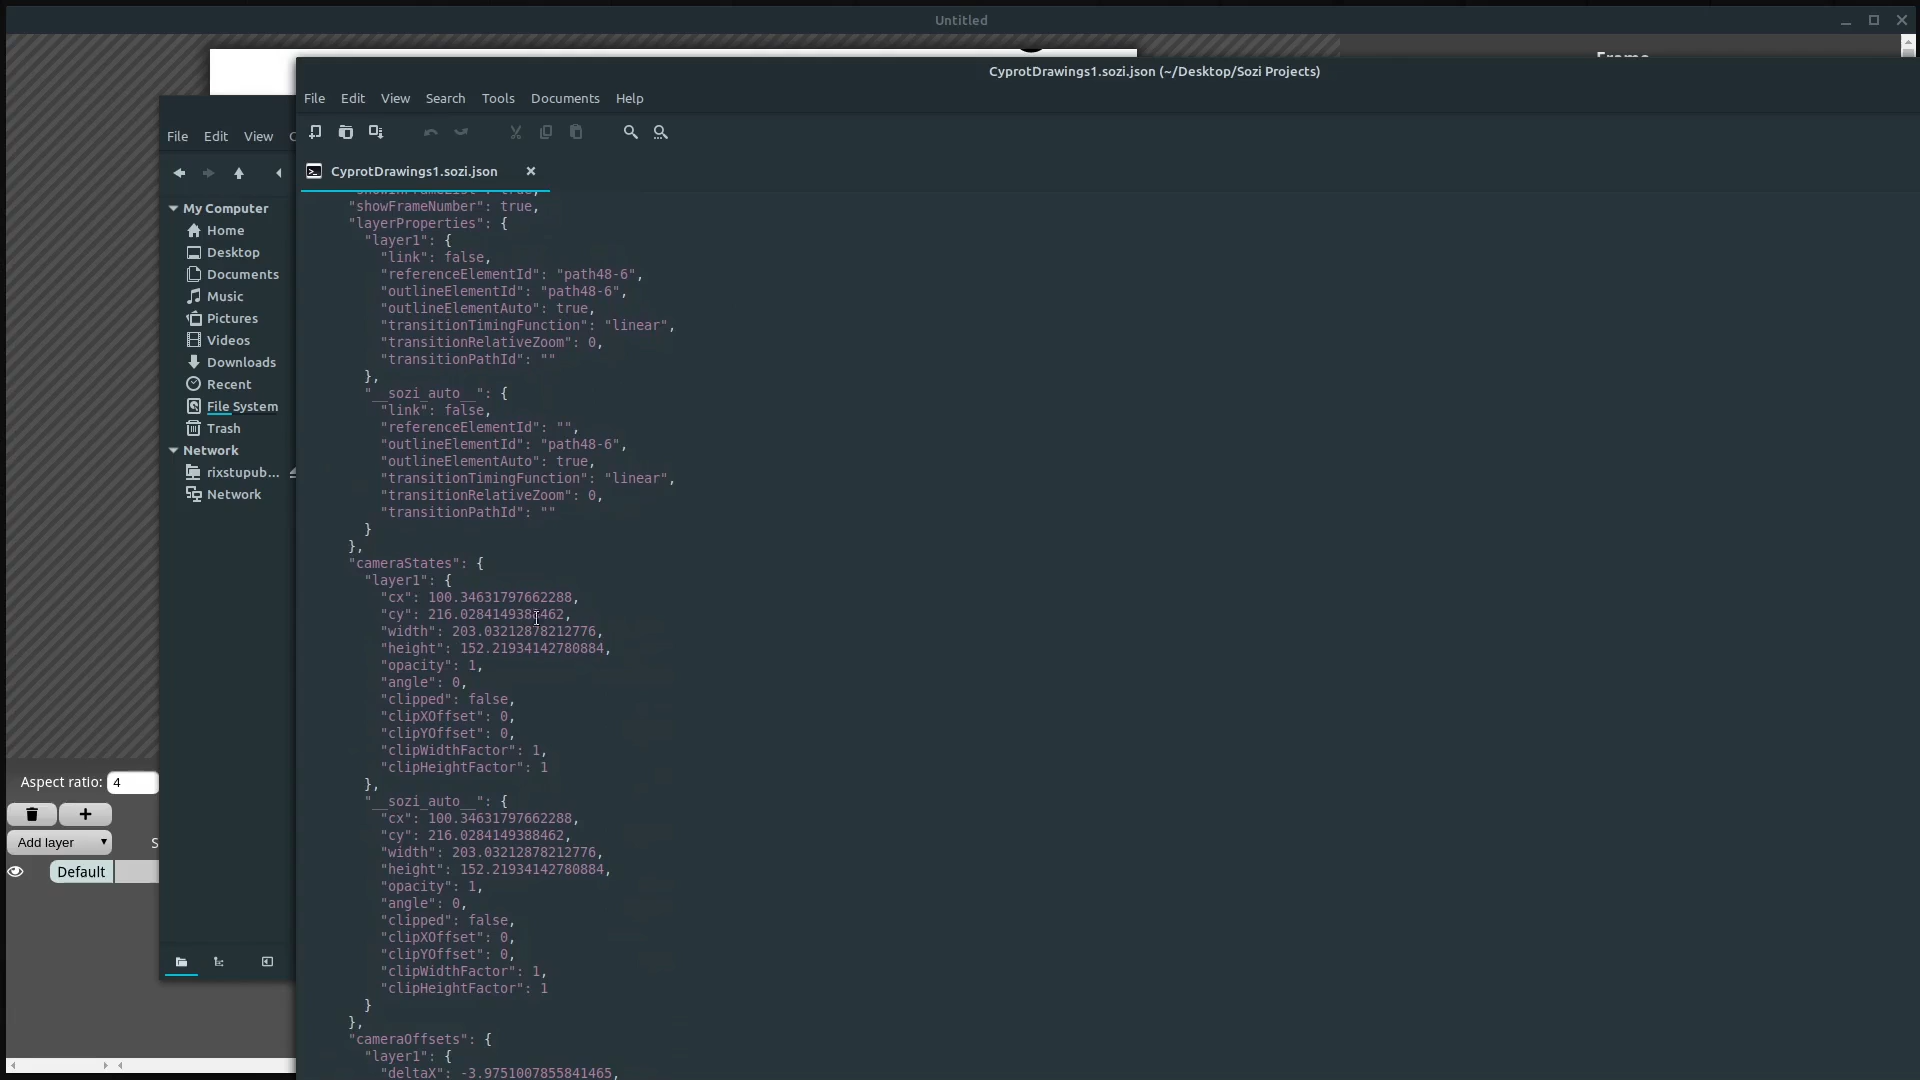 Untitled
Frame
CyprotDrawings1.sozi.json (~/Desktop/Sozi Projects)
File Edit View Search Tools Documents Help
File Edit View
CyprotDrawings1.sozi.json
My Computer
Home
Desktop
Documents
Music
Pictures
Videos
Downloads
Recent
File System
Trash
Network
rixstupub...
Network
Aspect ratio: 4
Add layer
S
Default
"showInFrameList": true,
"showFrameNumber": true,
"layerProperties": {
"layer1": {
"link": false,
"referenceElementId": "path48-6",
"outlineElementId": "path48-6",
"outlineElementAuto": true,
"transitionTimingFunction": "linear",
"transitionRelativeZoom": 0,
"transitionPathId": ""
},
"__sozi_auto__": {
"link": false,
"referenceElementId": "",
"outlineElementId": "path48-6",
"outlineElementAuto": true,
"transitionTimingFunction": "linear",
"transitionRelativeZoom": 0,
"transitionPathId": ""
}
},
"cameraStates": {
"layer1": {
"cx": 100.34631797662288,
"cy": 216.0284149388462,
"width": 203.03212878212776,
"height": 152.21934142780884,
"opacity": 1,
"angle": 0,
"clipped": false,
"clipXOffset": 0,
"clipYOffset": 0,
"clipWidthFactor": 1,
"clipHeightFactor": 1
},
"__sozi_auto__": {
"cx": 100.34631797662288,
"cy": 216.0284149388462,
"width": 203.03212878212776,
"height": 152.21934142780884,
"opacity": 1,
"angle": 0,
"clipped": false,
"clipXOffset": 0,
"clipYOffset": 0,
"clipWidthFactor": 1,
"clipHeightFactor": 1
}
},
"cameraOffsets": {
"layer1": {
"deltaX": -3.9751007855841465,